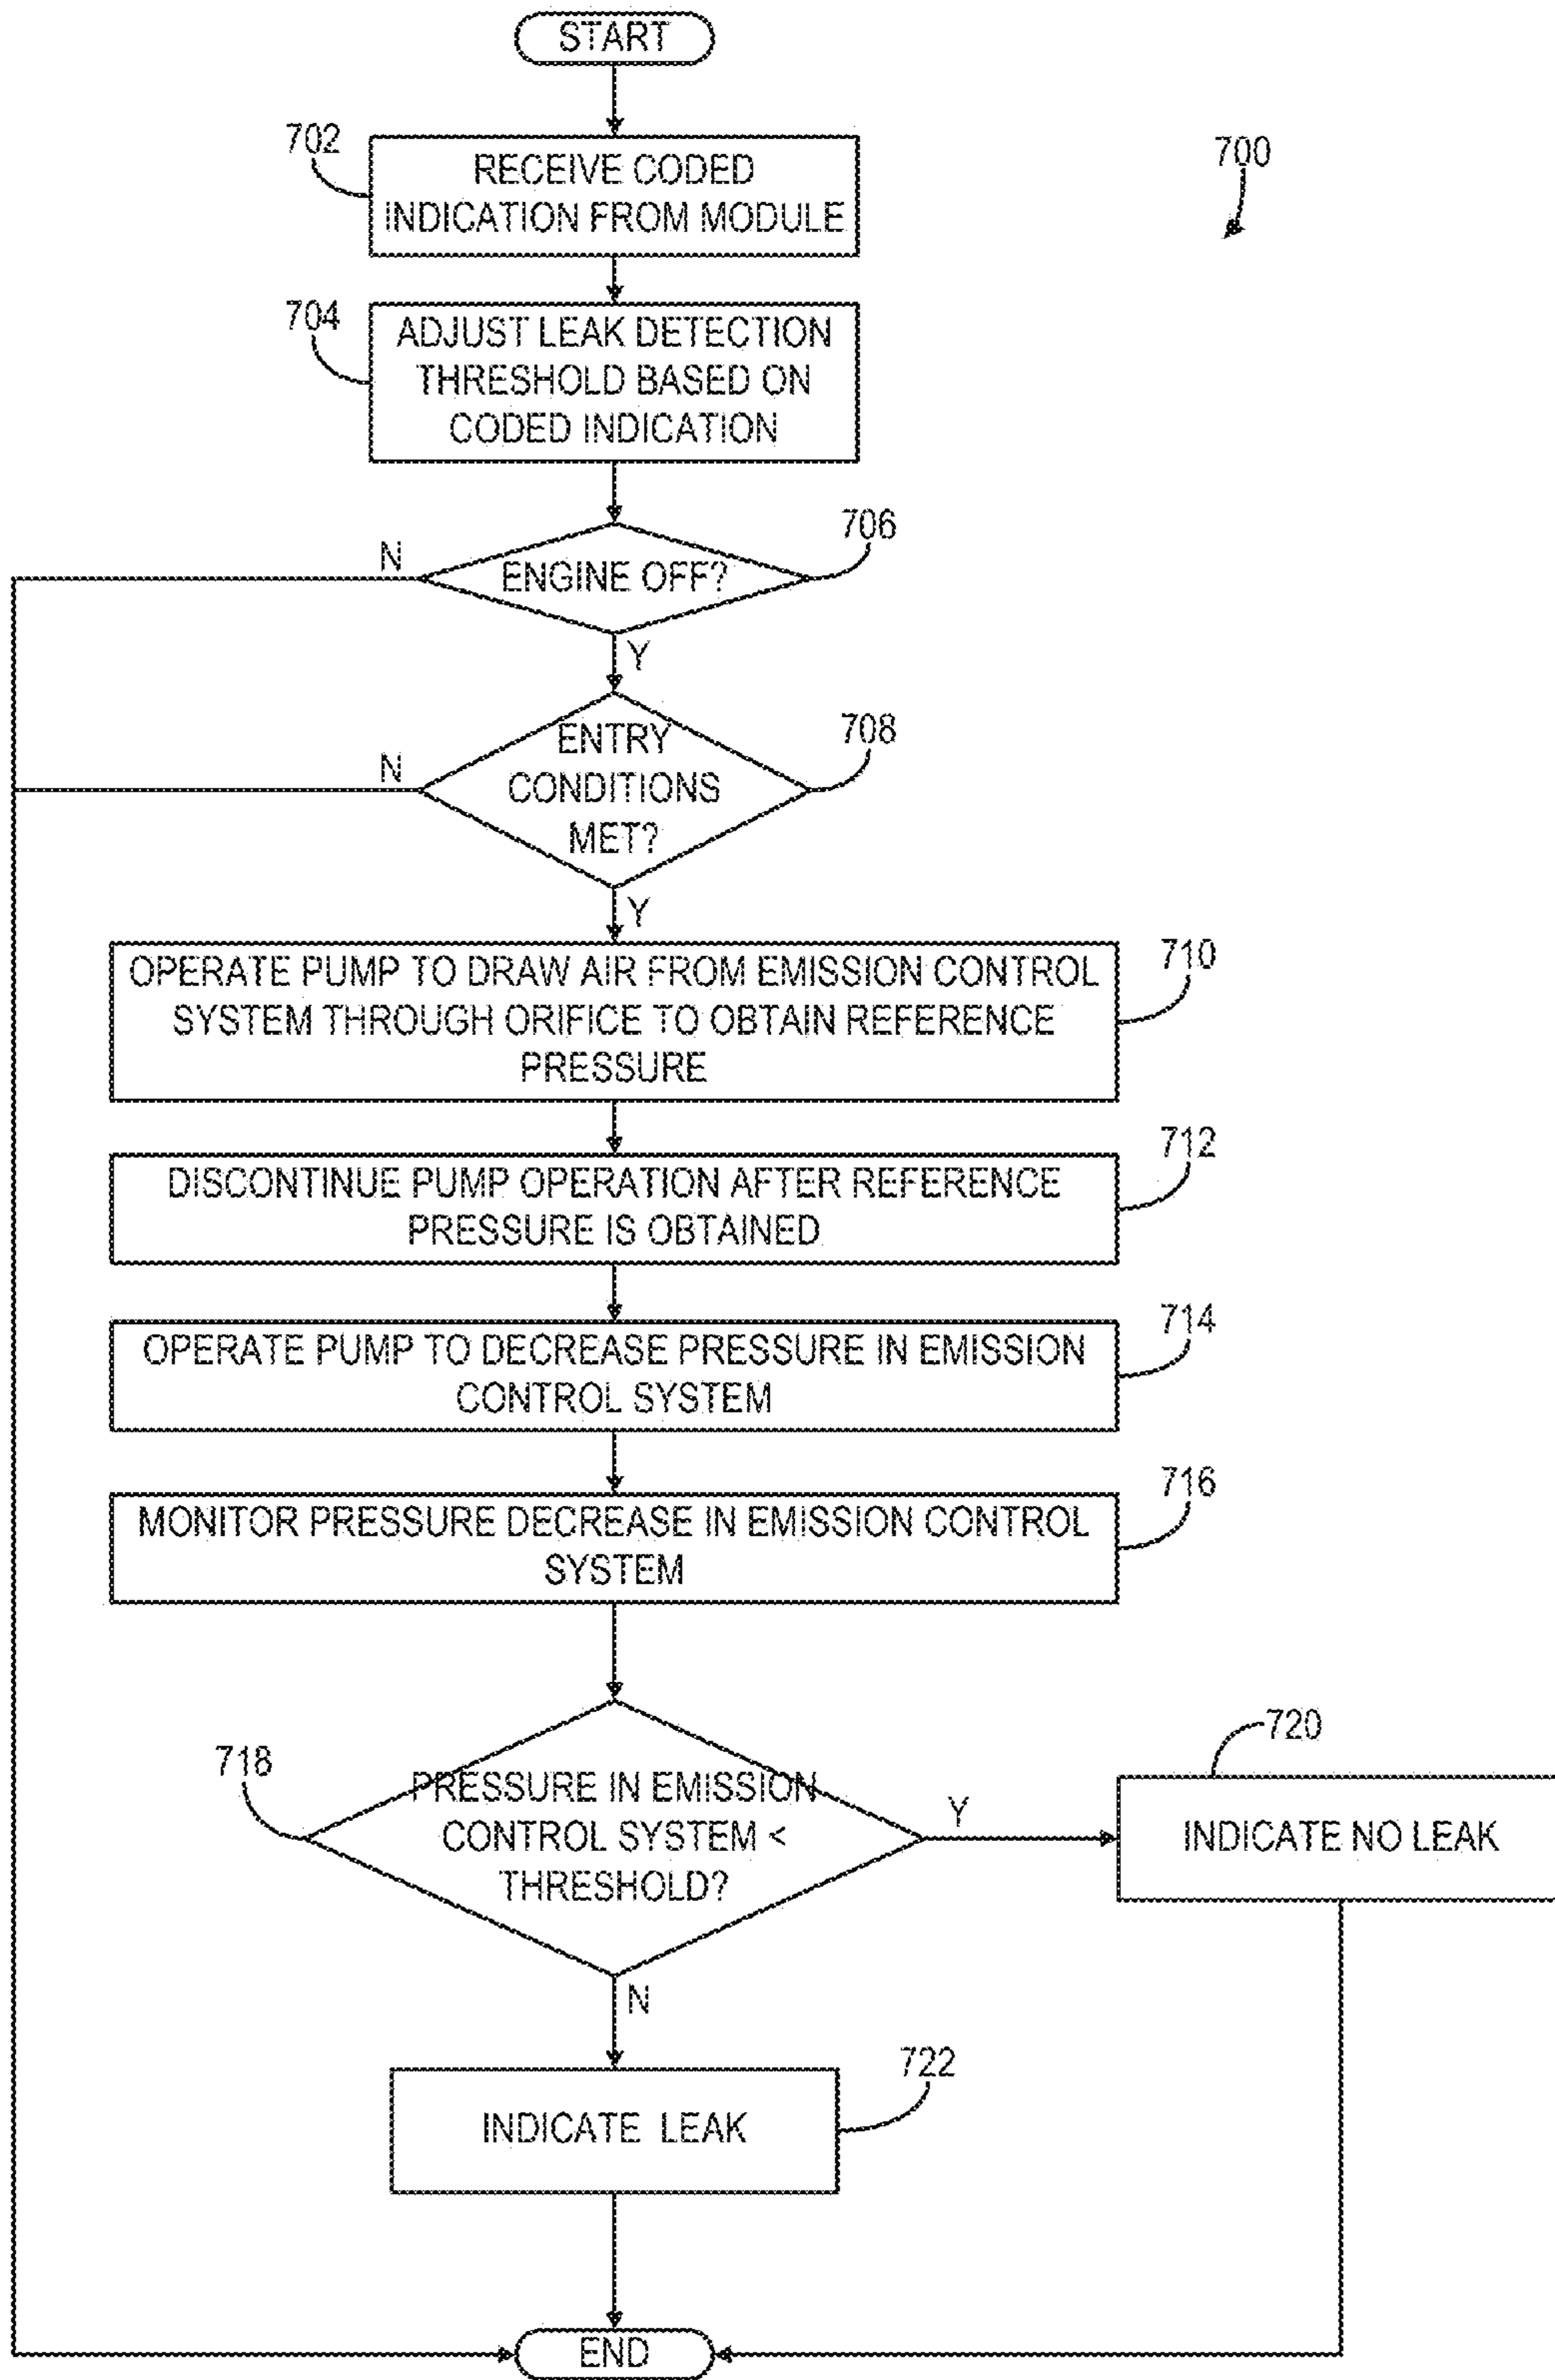 START
702
700
RECEIVE CODED
INDICATION FROM MODULE
704
ADJUST LEAK DETECTION
THRESHOLD BASED ON
CODED INDICATION
706
N
ENGINE OFF?
Y
708
ENTRY
N
CONDITIONS
MET?
Y
710
OPERATE PUMP TO DRAW AIR FROM EMISSION CONTROL
SYSTEM THROUGH ORIFICE TO OBTAIN REFERENCE
PRESSURE
712
DISCONTINUE PUMP OPERATION AFTER REFERENCE
PRESSURE IS OBTAINED
714
OPERATE PUMP TO DECREASE PRESSURE IN EMISSION
CONTROL SYSTEM
716
MONITOR PRESSURE DECREASE IN EMISSION CONTROL
SYSTEM
720
718
PRESSURE IN EMISSION
CONTROL SYSTEM <
THRESHOLD?
Y
INDICATE NO LEAK
N
722
INDICATE LEAK
END